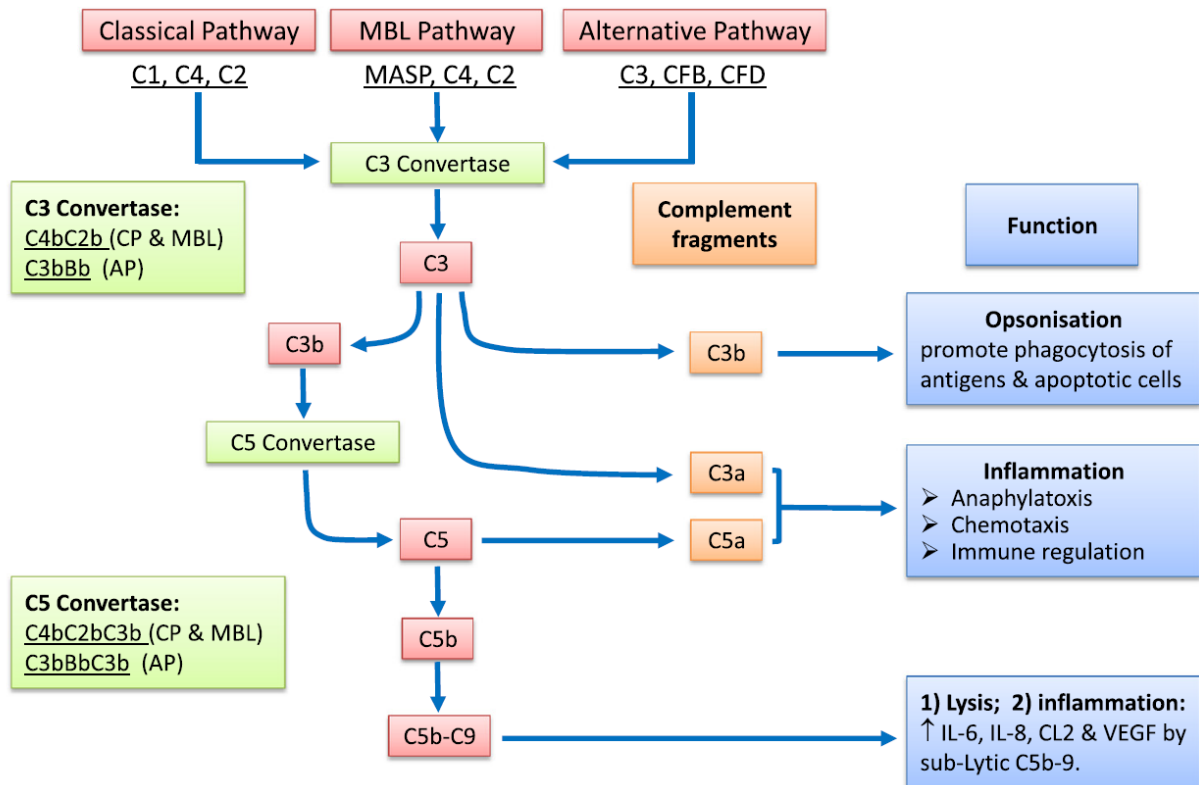 Classical Pathway
MBL Pathway
Alternative Pathway
C1, C4, C2
MASP, C4, C2
C3, CFB, CFD
C3 Convertase
C3 Convertase:
C4bC2b (CP & MBL)
C3bBb (AP)
Complement
fragments
Function
C3
C3b
C3b
Opsonisation
promote phagocytosis of
antigens & apoptotic cells
C5 Convertase
C3a
Inflammation
➢ Anaphylatoxis
➢ Chemotaxis
➢ Immune regulation
C5
C5a
C5 Convertase:
C4bC2bC3b (CP & MBL)
C3bBbC3b (AP)
C5b
C5b-C9
1) Lysis; 2) inflammation:
↑ IL-6, IL-8, CL2 & VEGF by
sub-Lytic C5b-9.